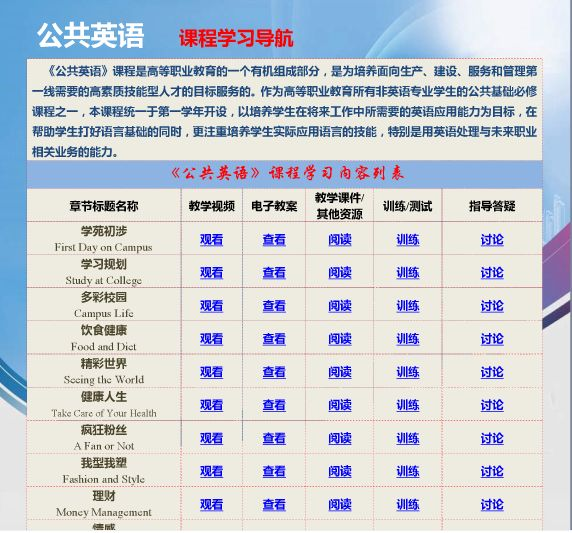 公共英语 课程学习导航
《公共英语》课程是高等职业教育的一个有机组成部分，是为培养面向生产、建设、服务和管理第
一线需要的高素质技能型人才的目标服务的。作为高等职业教育所有非英语专业学生的公共基础必修
课程之一，本课程统一于第一学年开设，以培养学生在将来工作中所需要的英语应用能力为目标，在
帮助学生打好语言基础的同时，更注重培养学生实际应用语言的技能，特别是用英语处理与未来职业
相关业务的能力。
《公共英语》课程学习内容列表
章节标题名称 教学视频 电子教案 教学课件/ 训练/测试 指导答疑
其他资源
学苑初涉
First Day on Campus 观看 查看 阅读 训练 讨论
学习规划
Study at College 观看 查看 阅读 训练 讨论
多彩校园
Campus Life 观看 查看 阅读 训练 讨论
饮食健康
Food and Diet 观看 查看 阅读 训练 讨论
精彩世界
Seeing the World 观看 查看 阅读 训练 讨论
健康人生
Take Care of Your Health 观看 查看 阅读 训练 讨论
疯狂粉丝
A Fan or Not 观看 查看 阅读 训练 讨论
我型我塑
Fashion and Style 观看 查看 阅读 训练 讨论
理财
Money Management 观看 查看 阅读 训练 讨论